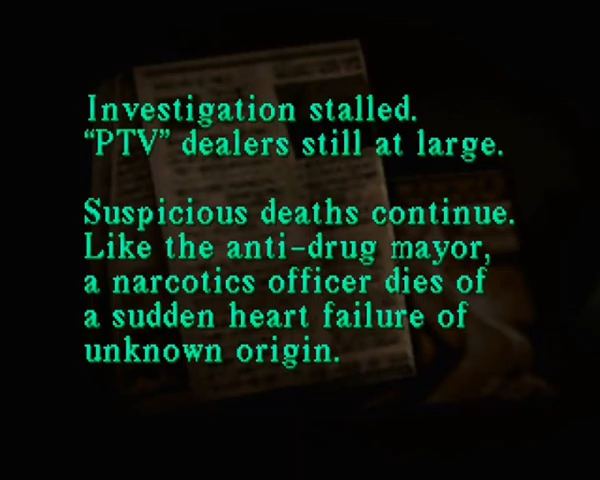 Investigation stalled.
“PTV” dealers still at large.
Suspicious deaths continue.
Like the anti-drug mayor,
a narcotics officer dies of
a sudden heart failure of
unknown origin.